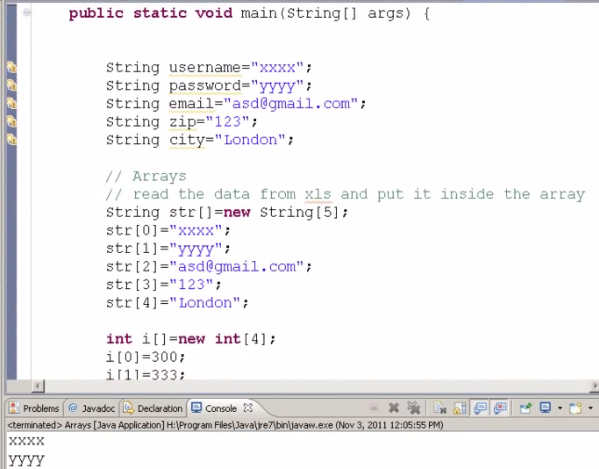 public static void main(String[] args) {
String username="xxxx";
String password="yyyy";
String email="asd@gmail.com";
String zip="123";
String city="London";
// Arrays
// read the data from xls and put it inside the array
String str[]=new String[5];
str[0]="xxxx";
str[1]="yyyy";
str[2]="asd@gmail.com";
str[3]="123";
str[4]="London";
int i[]=new int[4];
i[0]=300;
i[1]=333;
Problems @ Javadoc Declaration Console
<terminated> Arrays [Java Application] H:\Program Files\Java\jre7\bin\javaw.exe (Nov 3, 2011 12:05:55 PM)
xxxx
yyyy